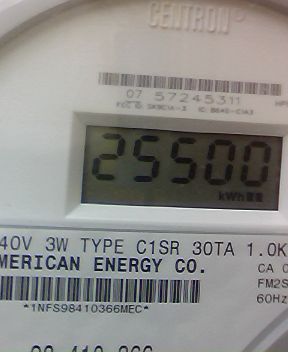 CENTRON®
07 57245311
25500
kWh
40V 3W TYPE C1SR 30TA 1.0K
MERICAN ENERGY CO.
CA 0
FM2S
60Hz
*1NFS98410366MEC*